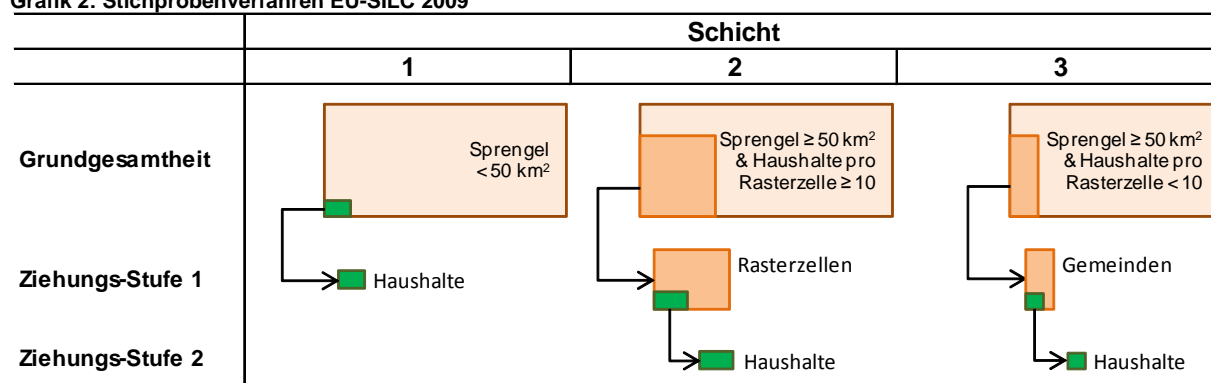 Grafik 2: Stichprobenverfahren EU-SILC 2009
Schicht
1 2 3
Grundgesamtheit
Sprengel
<50 km²
Sprengel ≥ 50 km²
& Haushalte pro
Rasterzelle ≥ 10
Sprengel ≥ 50 km²
& Haushalte pro
Rasterzelle < 10
Ziehungs-Stufe 1
Haushalte
Rasterzellen
Gemeinden
Ziehungs-Stufe 2
Haushalte
Haushalte